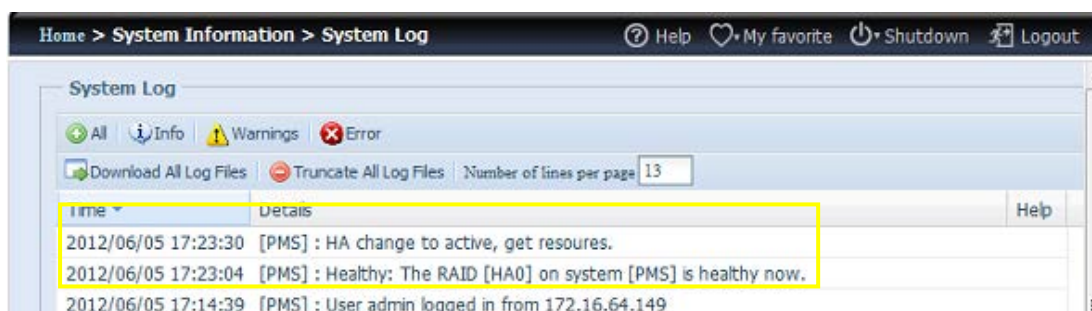 Home > System Information > System Log Help My favorite Shutdown Logout
System Log
All Info Warnings Error
Download All Log Files Truncate All Log Files Number of lines per page 13
Time Details Help
2012/06/05 17:23:30 [PMS] : HA change to active, get resoures.
2012/06/05 17:23:04 [PMS] : Healthy: The RAID [HA0] on system [PMS] is healthy now.
2012/06/05 17:14:39 [PMS] : User admin logged in from 172.16.64.149